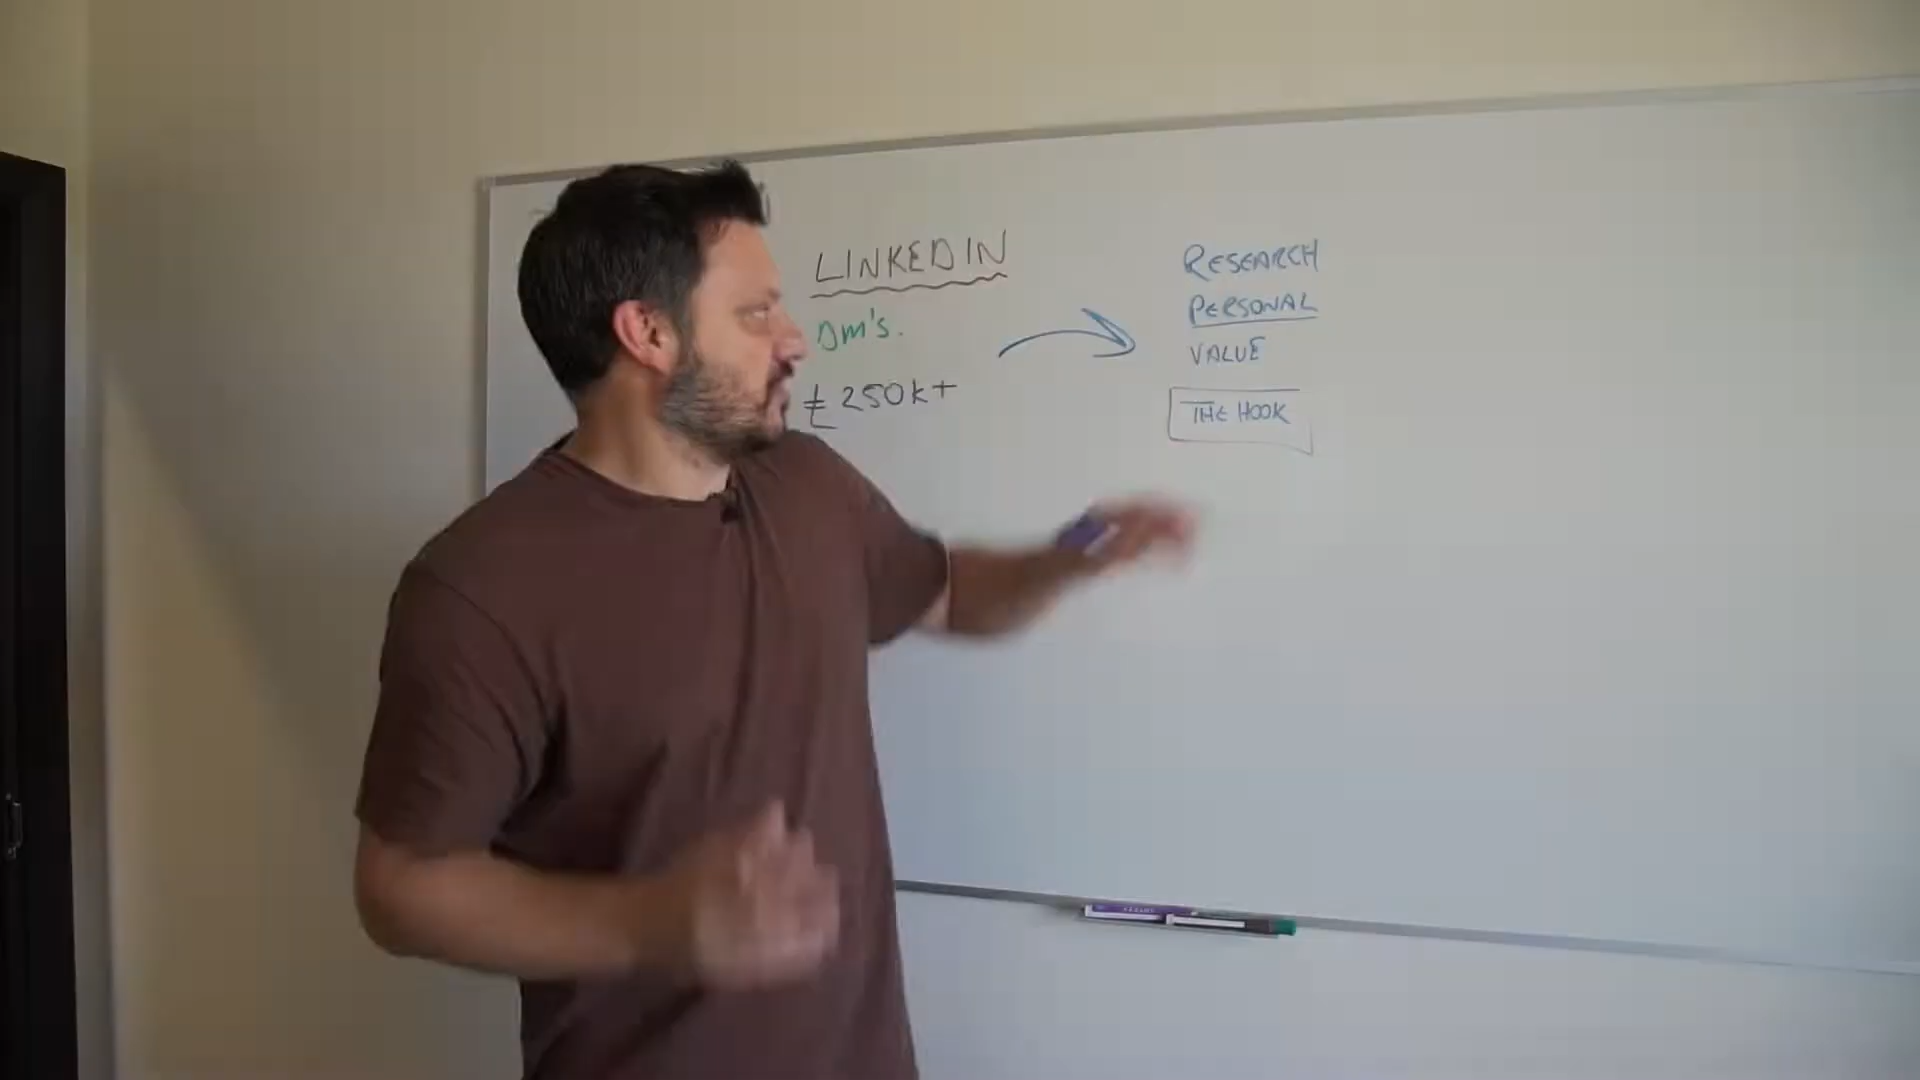 LINKEDIN
DM's.
£250k+
RESEARCH
PERSONAL
VALUE
THE HOOK